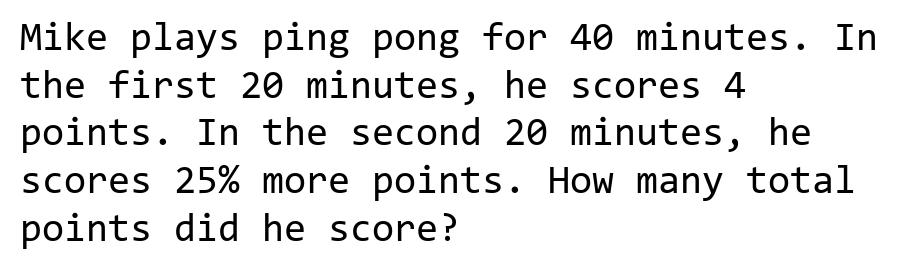 Mike plays ping pong for 40 minutes. In
the first 20 minutes, he scores 4
points. In the second 20 minutes, he
scores 25% more points. How many total
points did he score?